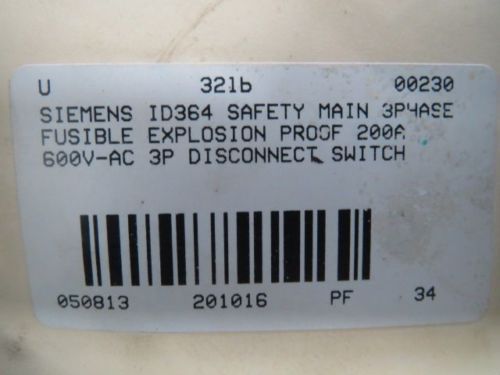 U 321b 00230
SIEMENS ID364 SAFETY MAIN 3PHASE
FUSIBLE EXPLOSION PROOF 200A
600V-AC 3P DISCONNECT SWITCH
050813 201016 PF 34